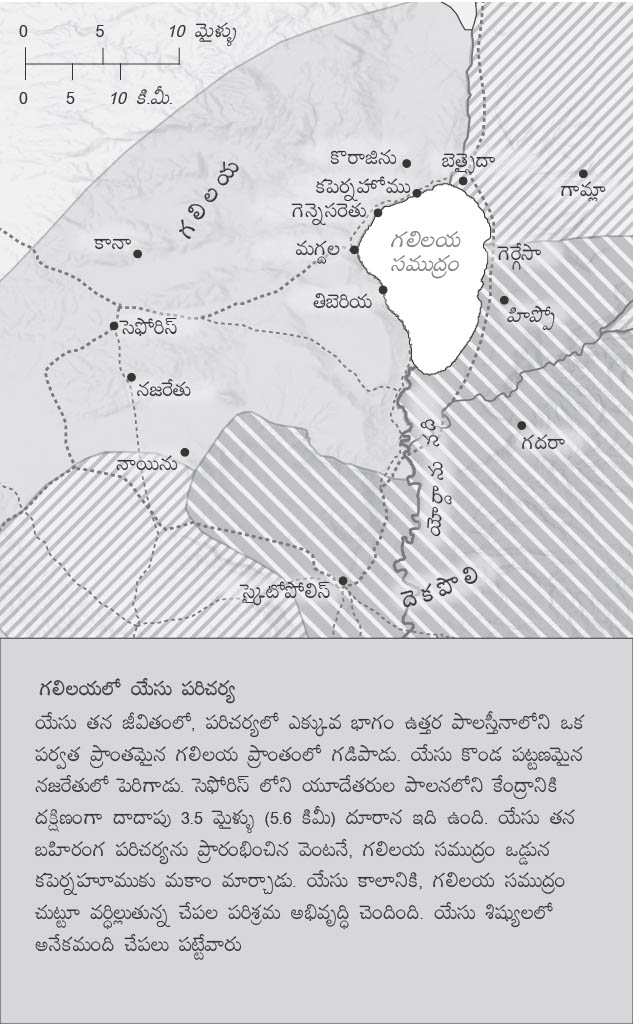 0 5 10 మైళ్ళు
0 5 10 కి.మీ.
కొరాజిను
బెత్సైదా
కపెర్నహోము
గామ్లా
గెన్నెసరెతు
గలిలయ
కానా
మగ్దల
గలిలయ
సముద్రం
గెర్గేసా
తిబెరియ
హిప్పో
సెఫోరిస్
నజరేతు
యోర్దాను నది
గదరా
నాయిను
స్కైటోపోలిస్
దెకపొలి
గలిలయలో యేసు పరిచర్య
యేసు తన జీవితంలో, పరిచర్యలో ఎక్కువ భాగం ఉత్తర పాలస్తీనాలోని ఒక
పర్వత ప్రాంతమైన గలిలయ ప్రాంతంలో గడిపాడు. యేసు కొండ పట్టణమైన
నజరేతులో పెరిగాడు. సెఫోరిస్ లోని యూదేతరుల పాలనలోని కేంద్రానికి
దక్షిణంగా దాదాపు 3.5 మైళ్ళు (5.6 కిమీ) దూరాన ఇది ఉంది. యేసు తన
బహిరంగ పరిచర్యను ప్రారంభించిన వెంటనే, గలిలయ సముద్రం ఒడ్డున
కపెర్నహూముకు మకాం మార్చాడు. యేసు కాలానికి, గలిలయ సముద్రం
చుట్టూ వర్ధిల్లుతున్న చేపల పరిశ్రమ అభివృద్ధి చెందింది. యేసు శిష్యులలో
అనేకమంది చేపలు పట్టేవారు